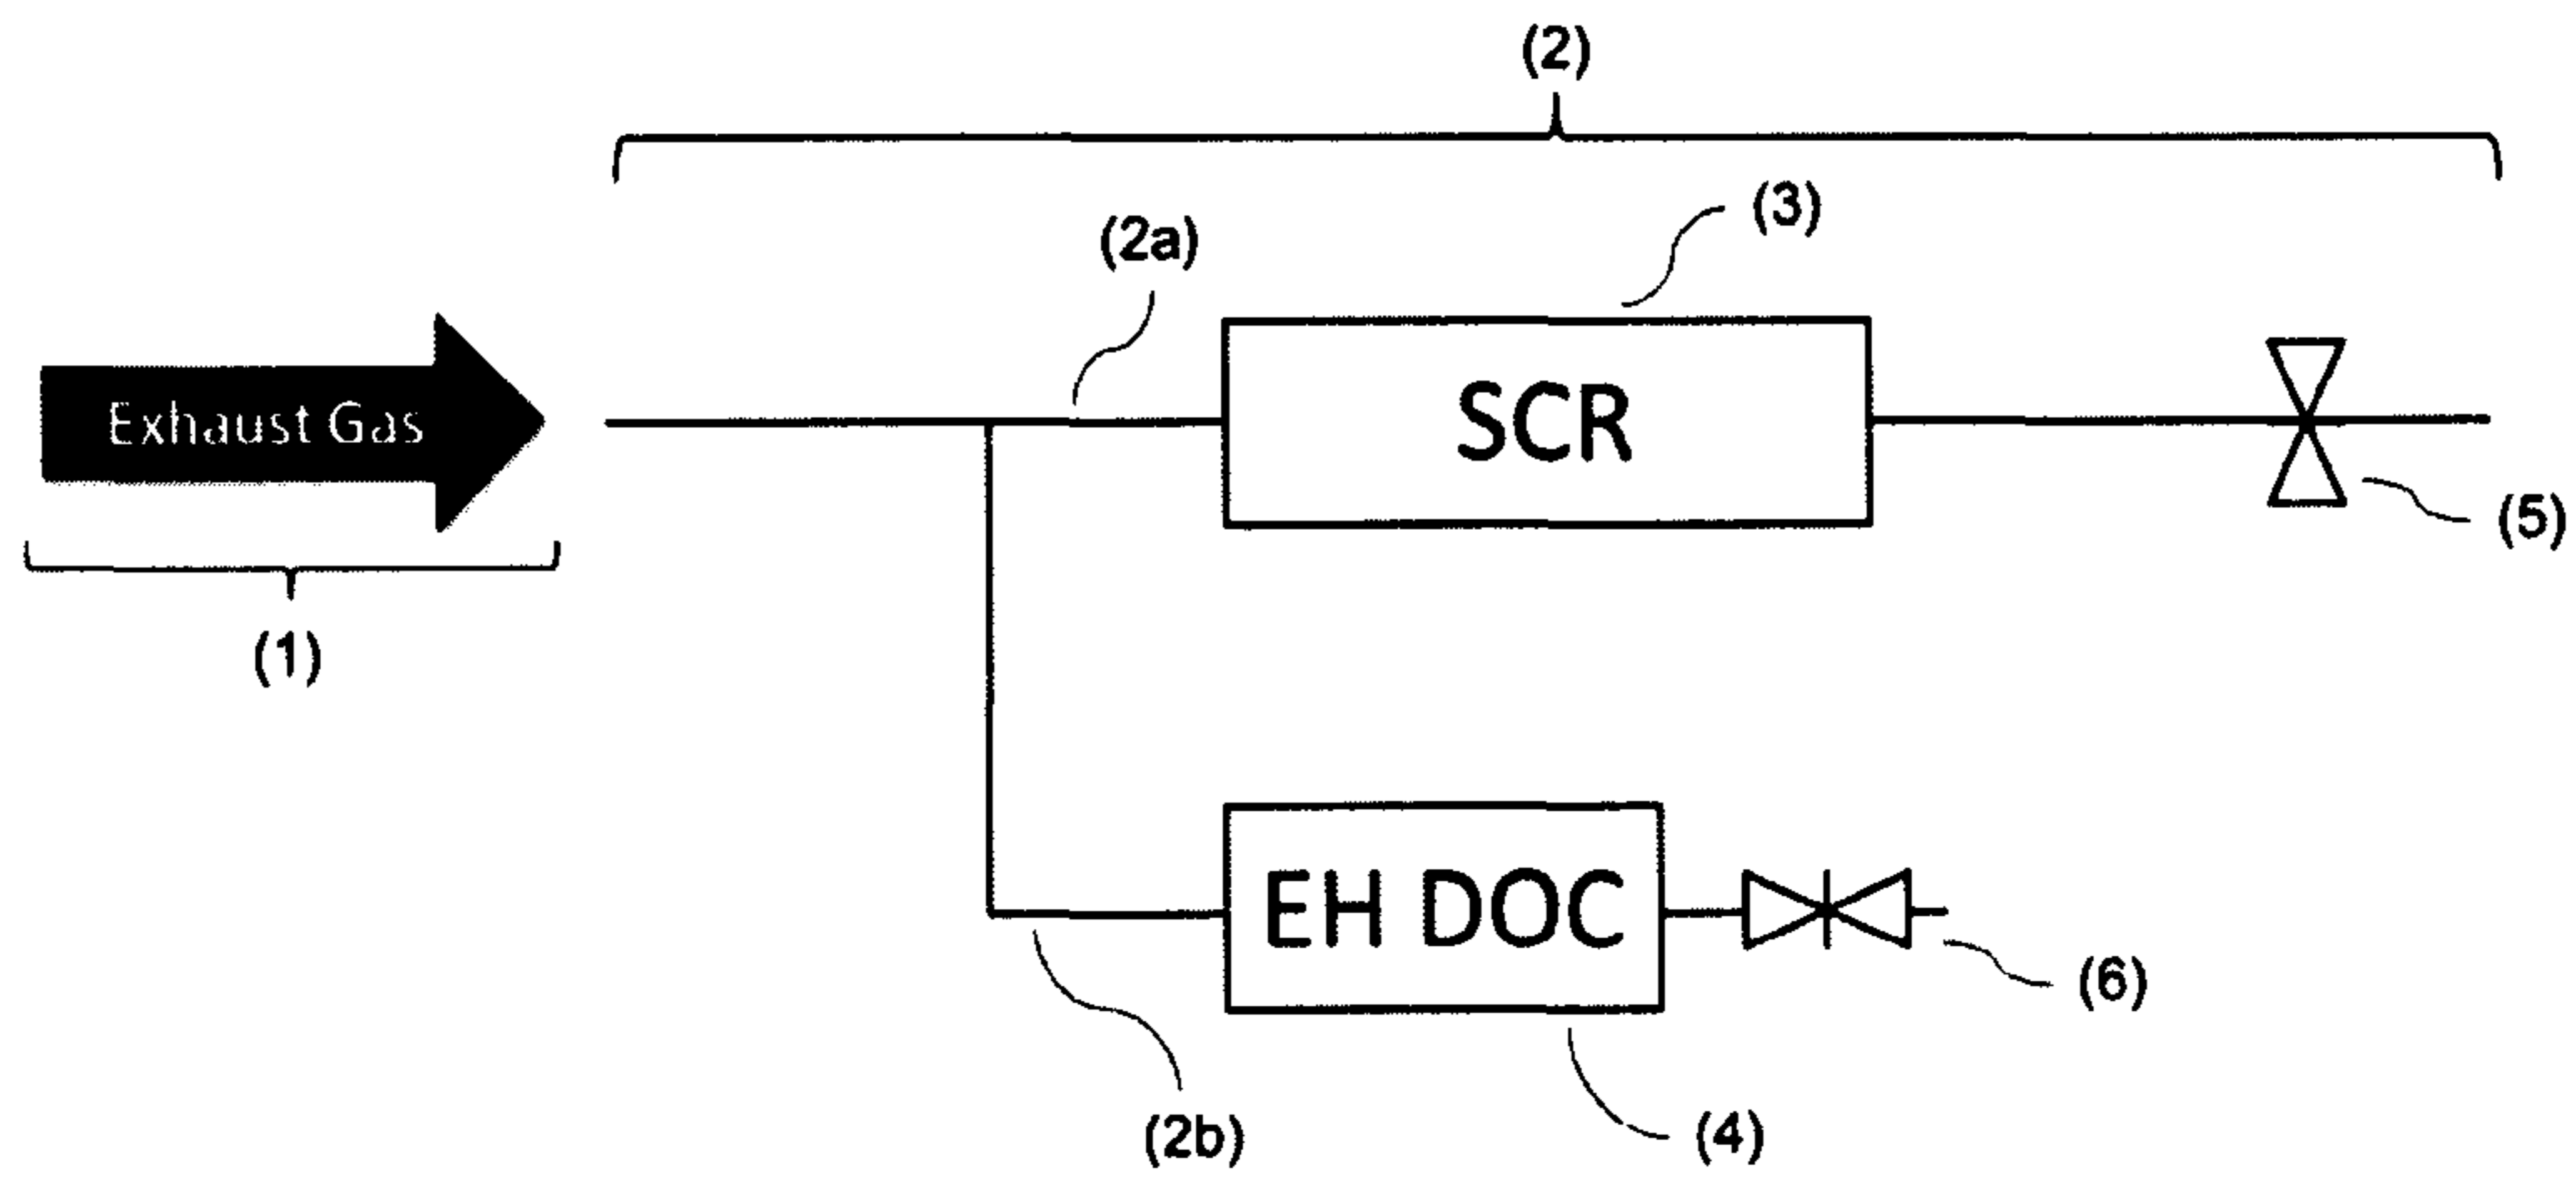 (2)
(3)
(2a)
Exhaust Gas
SCR
(5)
(1)
EH DOC
(6)
(2b)
(4)